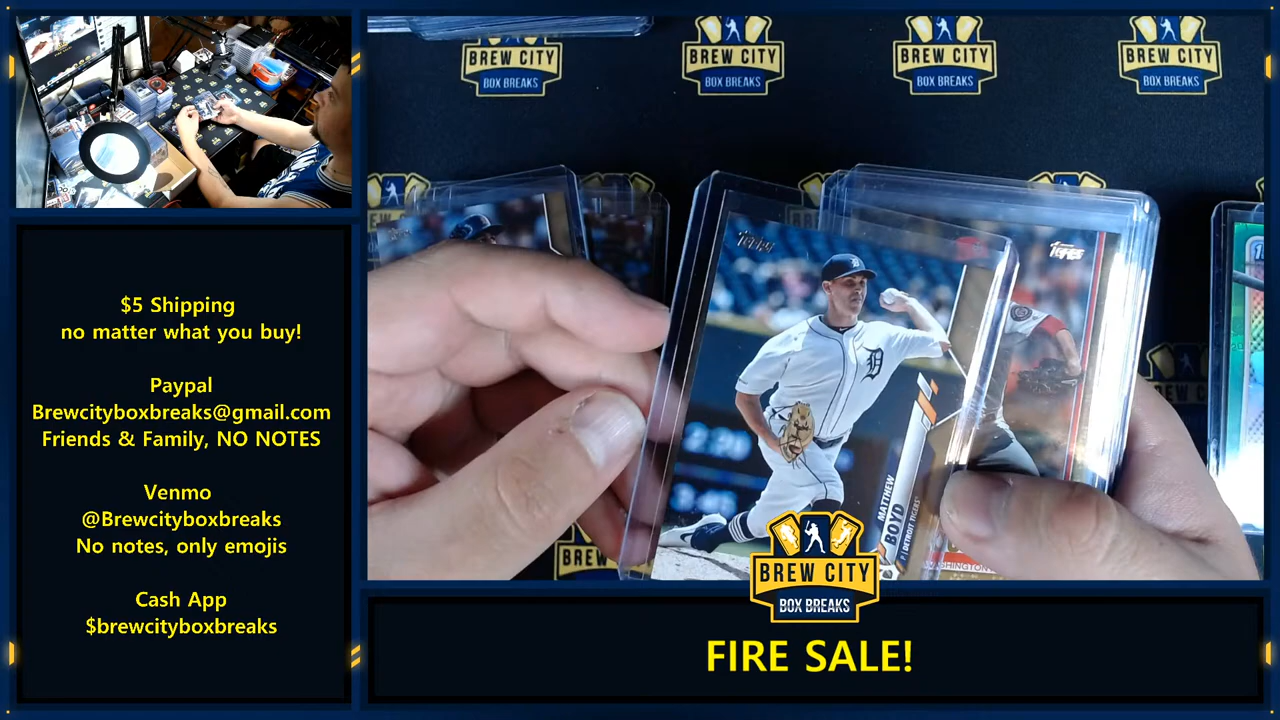 BREW CITY
BOX BREAKS
BREW CITY
BOX BREAKS
BREW CITY
BOX BREAKS
BREW CITY
BOX BREAKS
$5 Shipping
no matter what you buy!
Paypal
Brewcityboxbreaks@gmail.com
Friends & Family, NO NOTES
Venmo
@Brewcityboxbreaks
No notes, only emojis
Cash App
$brewcityboxbreaks
Topps
Topps
D
2:20
MATTHEW
BOYD
P | DETROIT TIGERS
BREW CITY
BOX BREAKS
FIRE SALE!